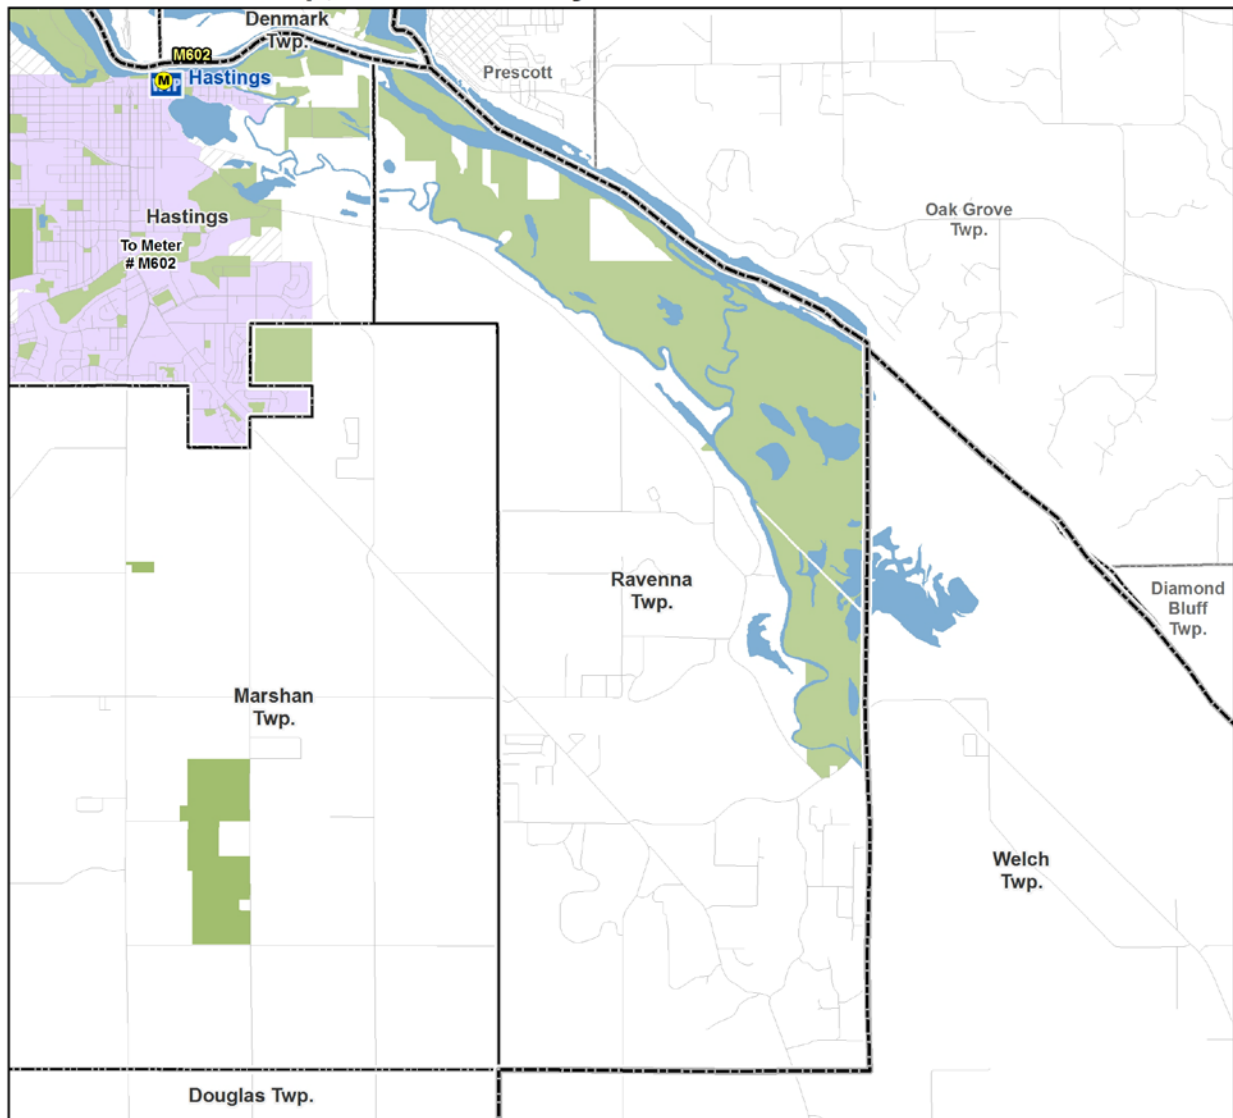 Denmark
Twp.
M602
M
Hastings
Prescott
Hastings
To Meter
# M602
Oak Grove
Twp.
Ravenna
Twp.
Diamond
Bluff
Twp.
Marshan
Twp.
Welch
Twp.
Douglas Twp.